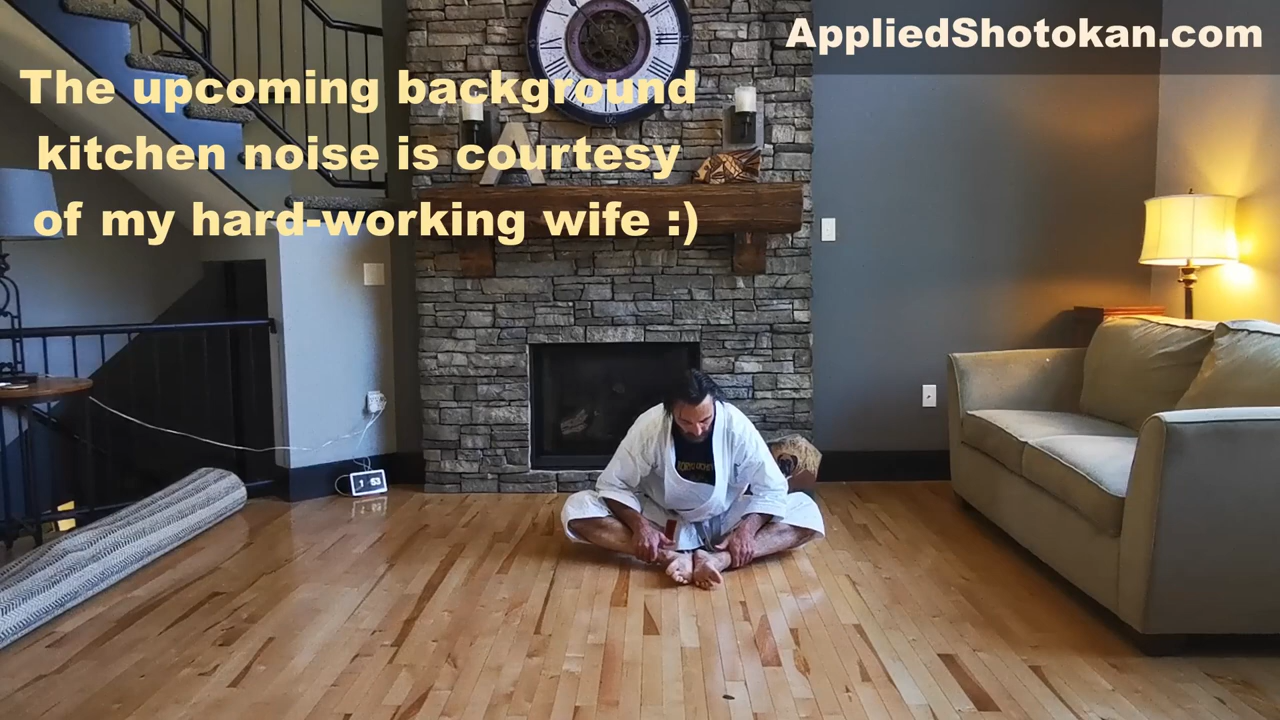 AppliedShotokan.com
The upcoming background
kitchen noise is courtesy
of my hard-working wife :)
A